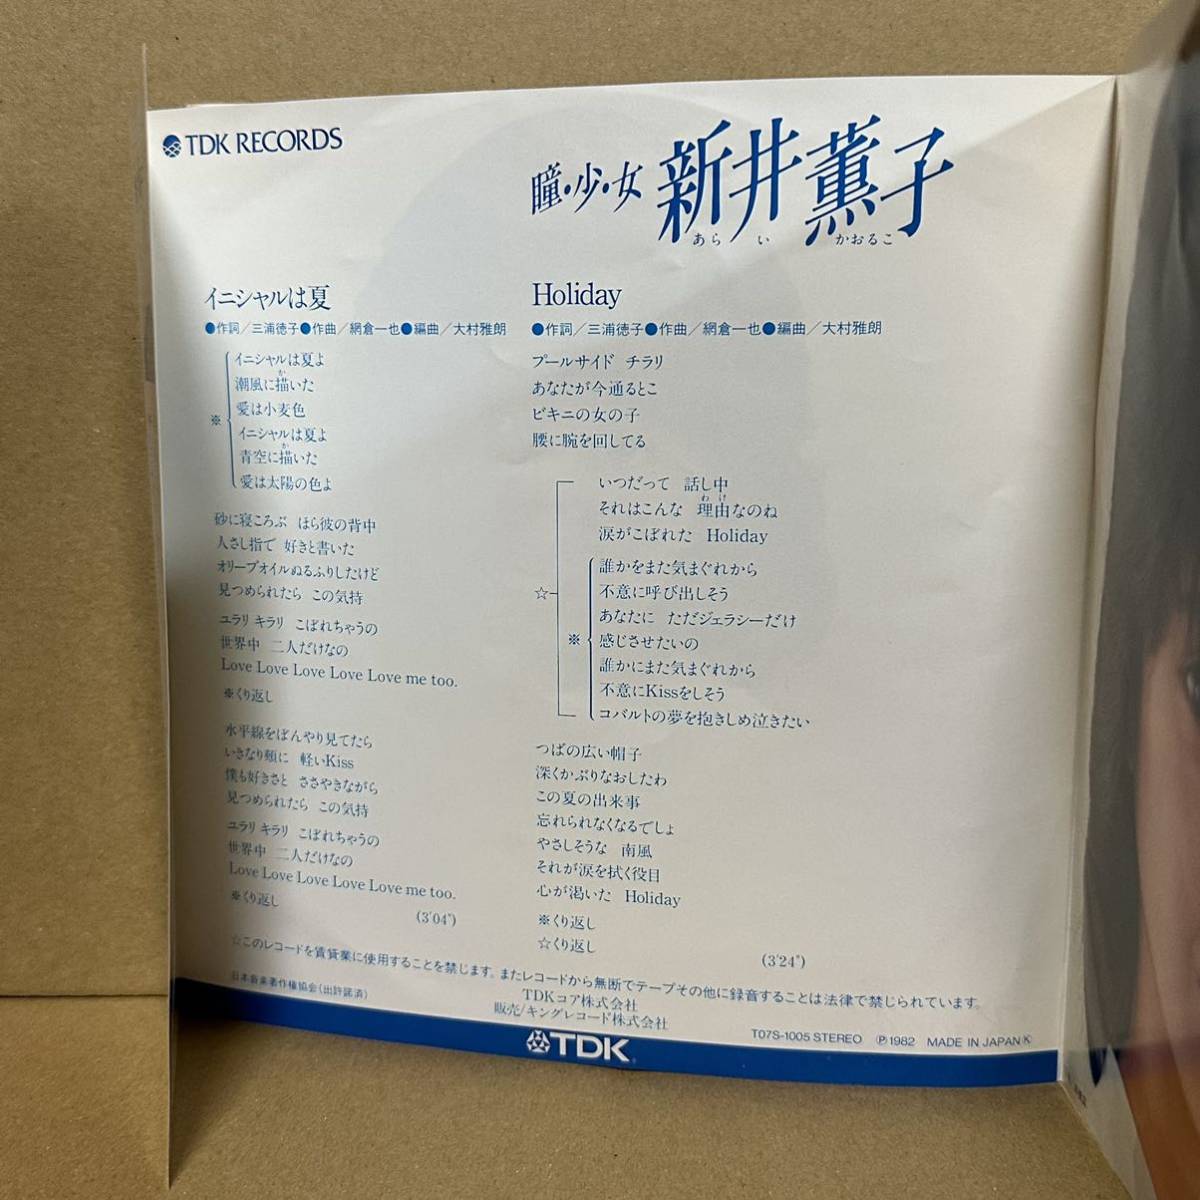 TDK RECORDS
瞳・少・女 新井薫子
あらい かおるこ
イニシャルは夏
●作詞／三浦徳子●作曲／網倉一也●編曲／大村雅朗
イニシャルは夏よ
か
潮風に描いた
愛は小麦色
※
イニシャルは夏よ
か
青空に描いた
愛は太陽の色よ
砂に寝ころぶ ほら彼の背中
人さし指で 好きと書いた
オリーブオイルぬるふりしたけど
見つめられたら この気持
ユラリ キラリ こぼれちゃうの
世界中 二人だけなの
Love Love Love Love Love me too.
※くり返し
水平線をぼんやり見てたら
いきなり頬に 軽いKiss
僕も好きさと ささやきながら
見つめられたら この気持
ユラリ キラリ こぼれちゃうの
世界中 二人だけなの
Love Love Love Love Love me too.
※くり返し
(3'04")
Holiday
●作詞／三浦徳子●作曲／網倉一也●編曲／大村雅朗
プールサイド チラリ
あなたが今通るとこ
ビキニの女の子
腰に腕を回してる
いつだって 話し中
わけ
それはこんな 理由なのね
涙がこぼれた Holiday
誰かをまた気まぐれから
☆
不意に呼び出しそう
あなたに ただジェラシーだけ
※
感じさせたいの
誰かにまた気まぐれから
不意にKissをしそう
コバルトの夢を抱きしめ泣きたい
つばの広い帽子
深くかぶりなおしたわ
この夏の出来事
忘れられなくなるでしょ
やさしそうな 南風
それが涙を拭く役目
心が渇いた Holiday
※くり返し
☆くり返し
(3'24")
☆このレコードを賃貸業に使用することを禁じます。またレコードから無断でテープその他に録音することは法律で禁じられています。
日本音楽著作権協会(出)許諾済
TDKコア株式会社
販売/キングレコード株式会社
T07S-1005 STEREO Ⓟ1982 MADE IN JAPAN Ⓚ
TDK